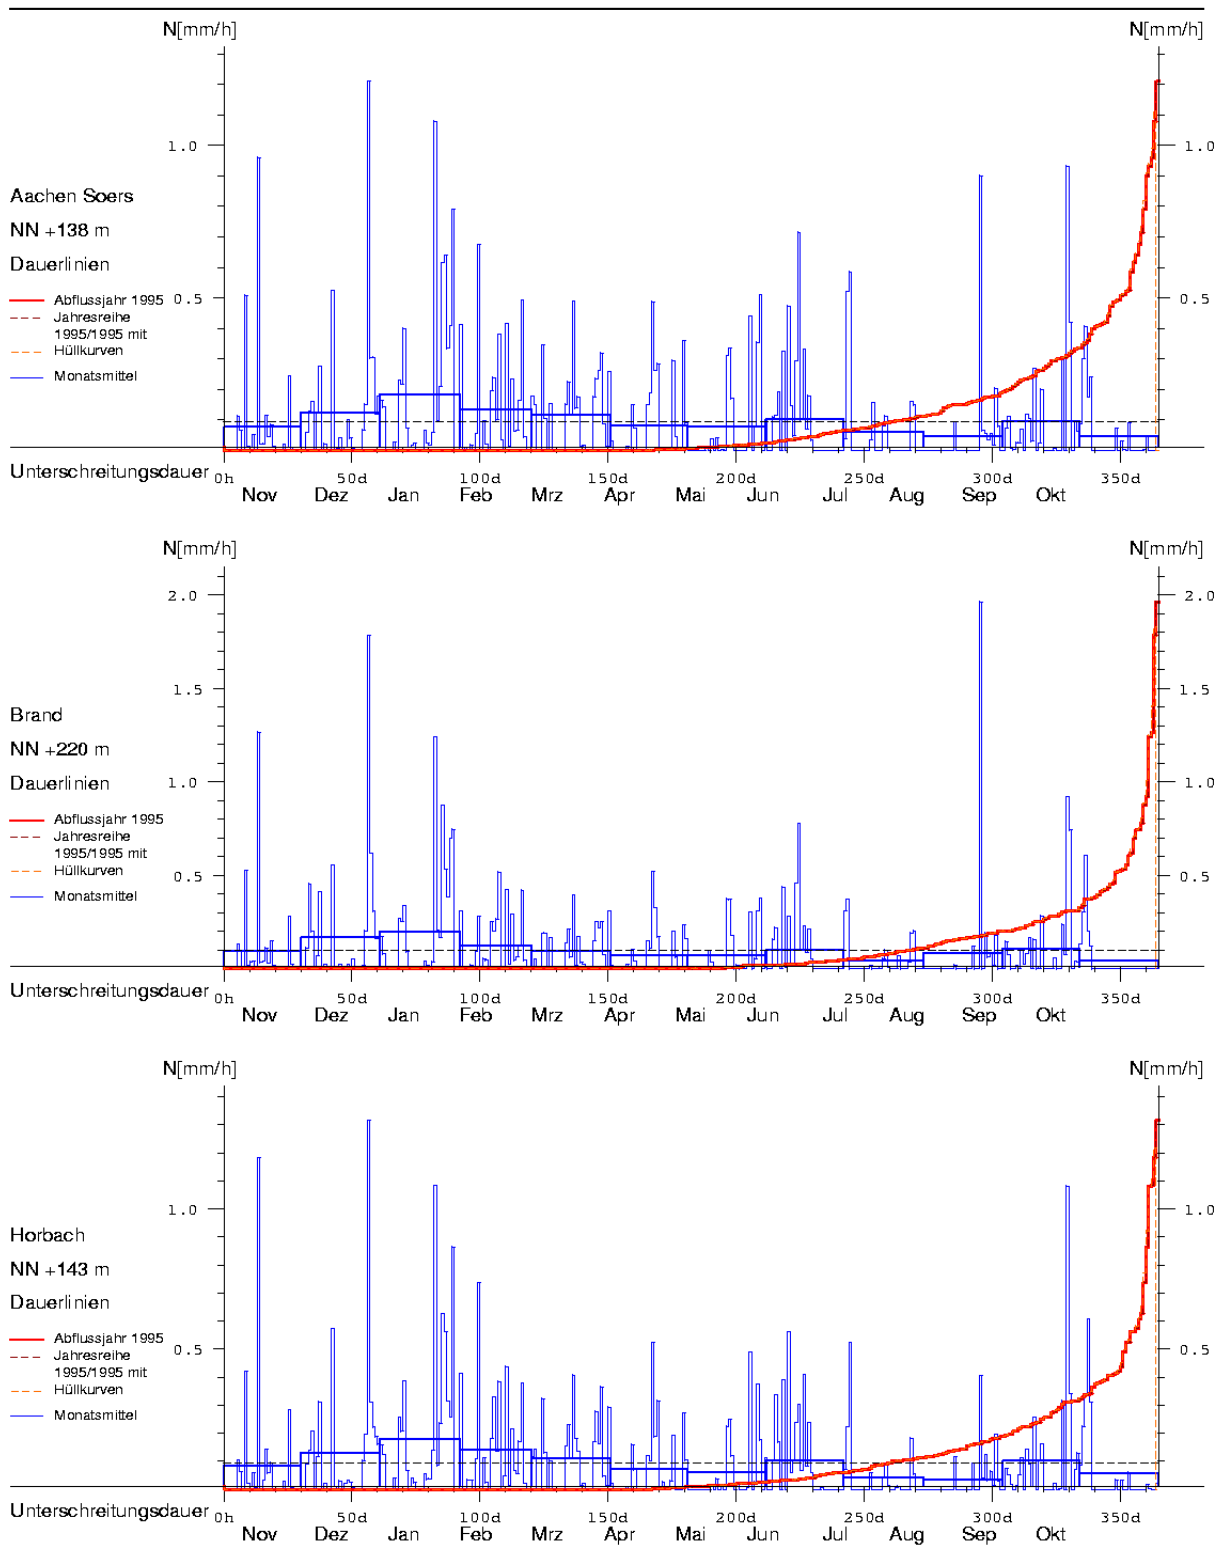 N[mm/h] N[mm/h]
1.0 1.0
Aachen Soers
NN +138 m
Dauerlinien
Abflussjahr 1995 0.5 0.5
Jahresreihe
1995/1995 mit
Hüllkurven
Monatsmittel
Unterschreitungsdauer 0h 50d 100d 150d 200d 250d 300d 350d
Nov Dez Jan Feb Mrz Apr Mai Jun Jul Aug Sep Okt
N[mm/h] N[mm/h]
2.0 2.0
1.5 1.5
Brand
NN +220 m
1.0 1.0
Dauerlinien
Abflussjahr 1995
Jahresreihe
1995/1995 mit
Hüllkurven
0.5 0.5
Monatsmittel
Unterschreitungsdauer 0h 50d 100d 150d 200d 250d 300d 350d
Nov Dez Jan Feb Mrz Apr Mai Jun Jul Aug Sep Okt
N[mm/h] N[mm/h]
1.0 1.0
Horbach
NN +143 m
Dauerlinien
Abflussjahr 1995
Jahresreihe 0.5 0.5
1995/1995 mit
Hüllkurven
Monatsmittel
Unterschreitungsdauer 0h 50d 100d 150d 200d 250d 300d 350d
Nov Dez Jan Feb Mrz Apr Mai Jun Jul Aug Sep Okt